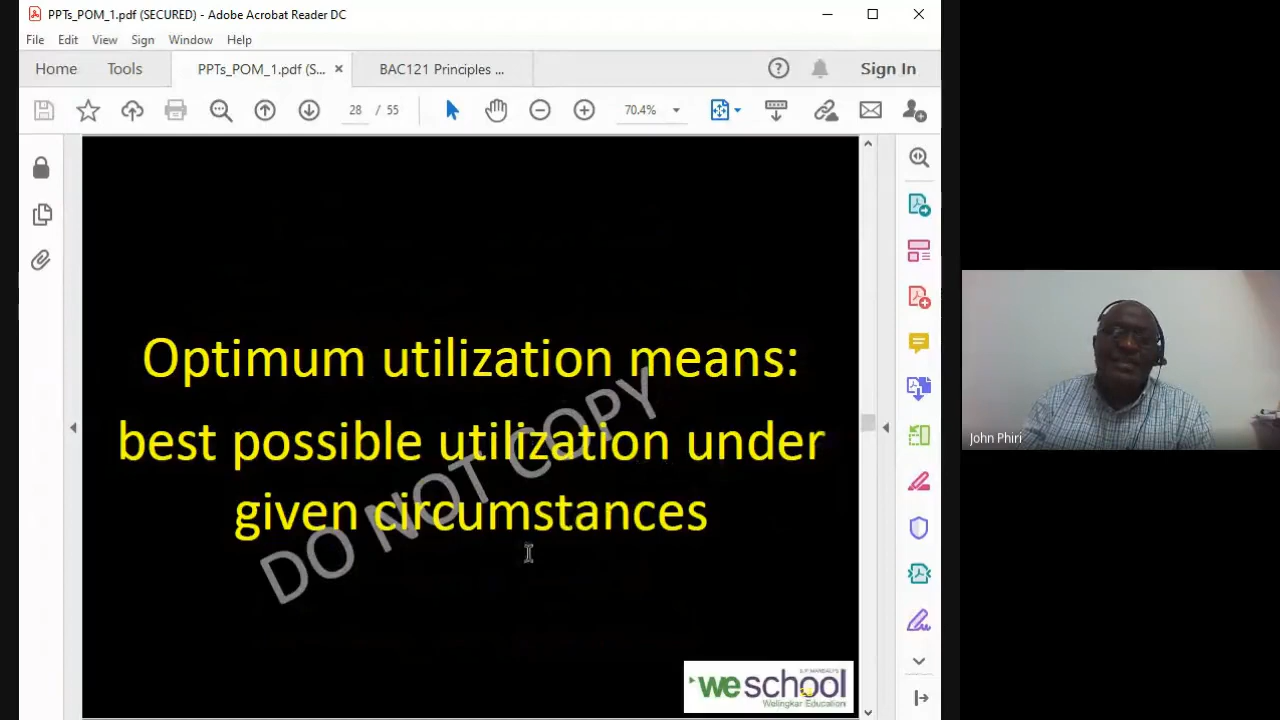 PPTs_POM_1.pdf (SECURED) - Adobe Acrobat Reader DC
File Edit View Sign Window Help
Home Tools PPTs_POM_1.pdf (S... BAC121 Principles ... Sign In
28 / 55 70.4%
Optimum utilization means:
best possible utilization under
given circumstances
DO NOT COPY
John Phiri
weschool
Welingkar Education